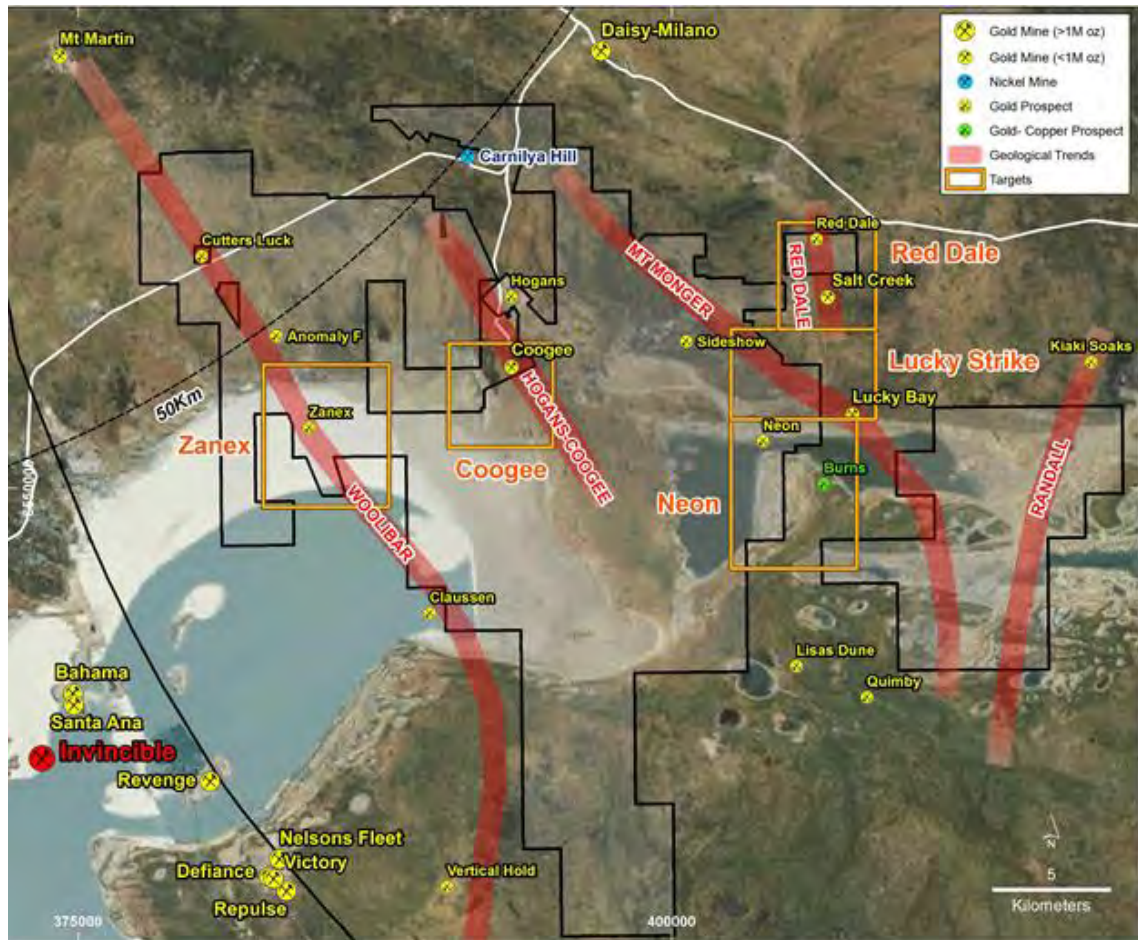 Mt Martin
Daisy-Milano
Gold Mine (>1M oz)
Gold Mine (<1M oz)
Nickel Mine
Gold Prospect
Gold- Copper Prospect
Geological Trends
Targets
Carnilya Hill
Cutters Luck
Hogans
MT MONGER
Red Dale
RED DALE
Red Dale
Salt Creek
Anomaly F
Sideshow
Coogee
Kiaki Soaks
Lucky Strike
50Km
HOGANS-COOGEE
Zanex
Lucky Bay
Neon
Zanex
Coogee
Burns
Neon
6550000
WOOLIBAR
RANDALL
Claussen
Lisas Dune
Quimby
Bahama
Santa Ana
Invincible
Revenge
Nelsons Fleet
Victory
Defiance
Repulse
Vertical Hold
N
5
Kilometers
375000
400000